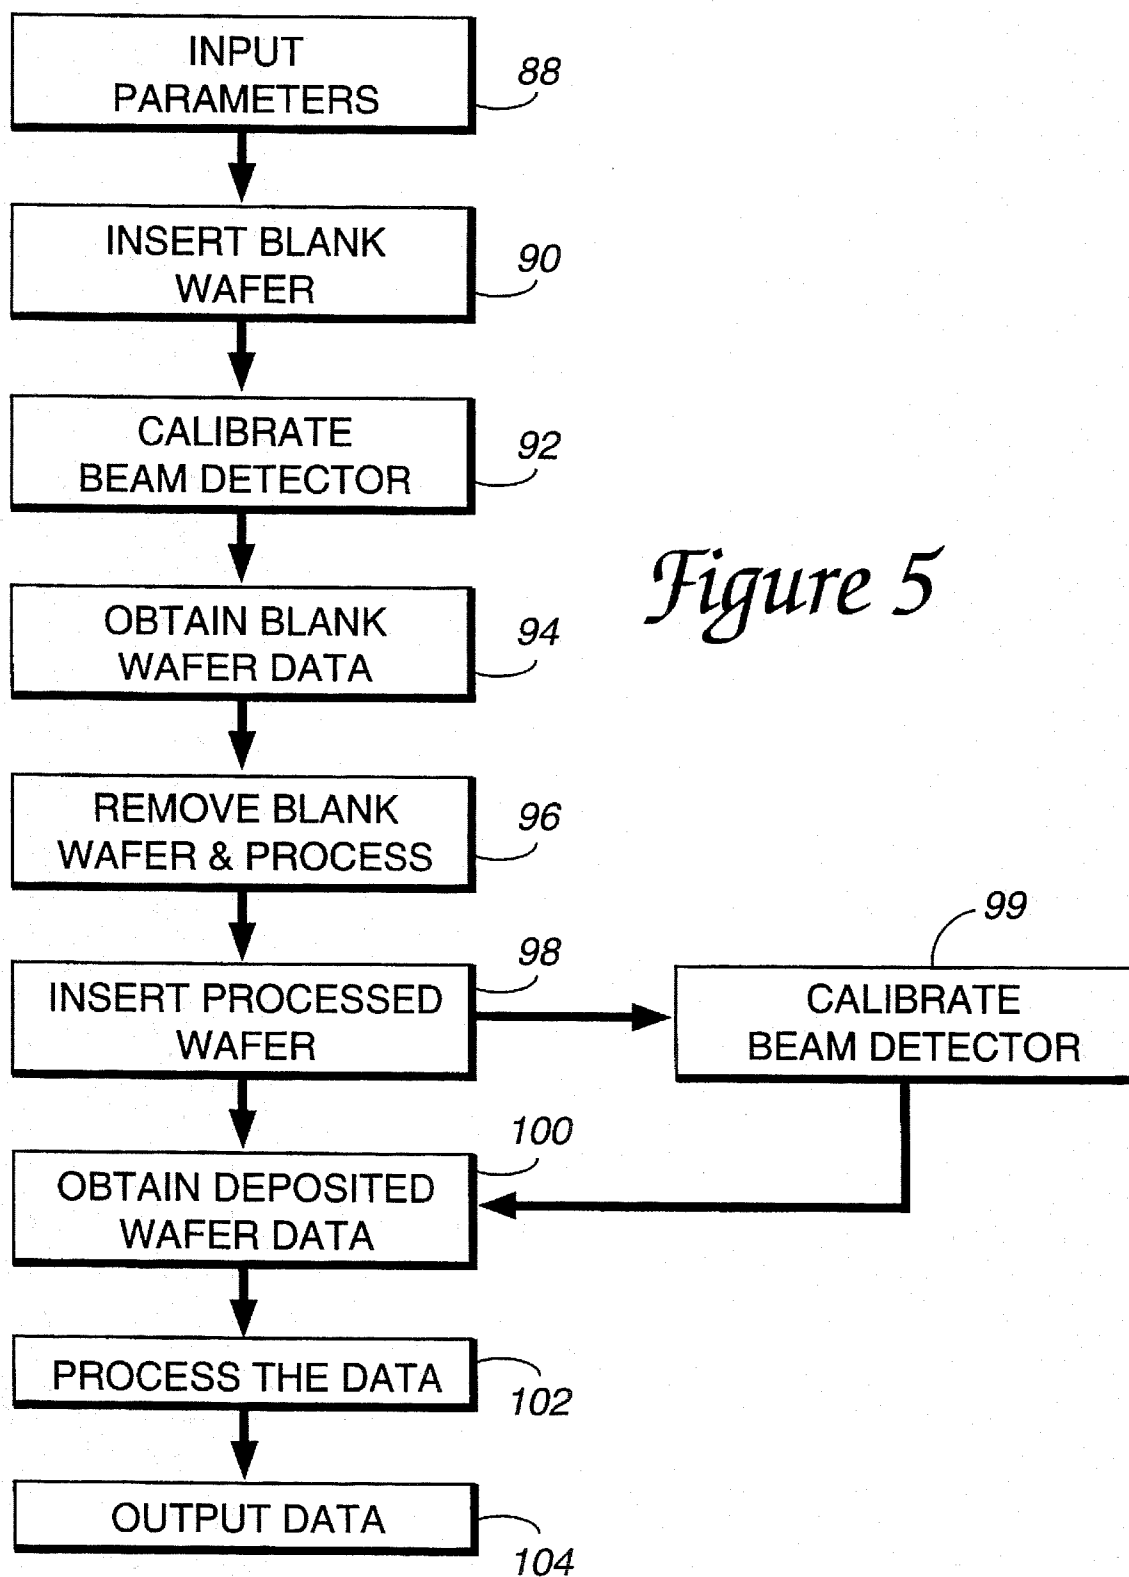 INPUT
PARAMETERS
88
INSERT BLANK
WAFER
90
CALIBRATE
BEAM DETECTOR
92
Figure 5
OBTAIN BLANK
WAFER DATA
94
REMOVE BLANK
WAFER & PROCESS
96
INSERT PROCESSED
WAFER
98
99
CALIBRATE
BEAM DETECTOR
OBTAIN DEPOSITED
WAFER DATA
100
PROCESS THE DATA
102
OUTPUT DATA
104